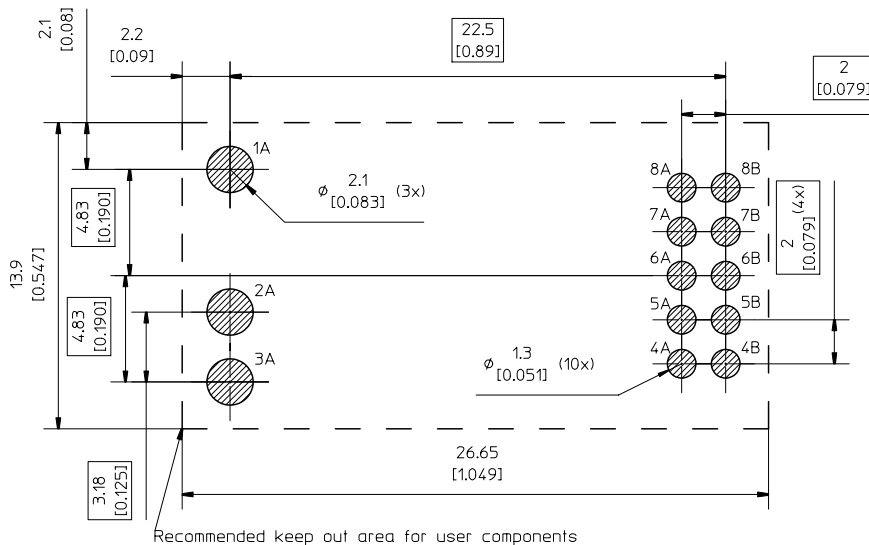 2.1
[0.08]
2.2
[0.09]
22.5
[0.89]
2
[0.079]
1A
ø 2.1
[0.083] (3x)
8A 8B
7A 7B
6A 6B
5A 5B
4A 4B
2
[0.079] (4x)
4.83
[0.190]
13.9
[0.547]
4.83
[0.190]
2A
3A
ø 1.3
[0.051] (10x)
3.18
[0.125]
26.65
[1.049]
Recommended keep out area for user components